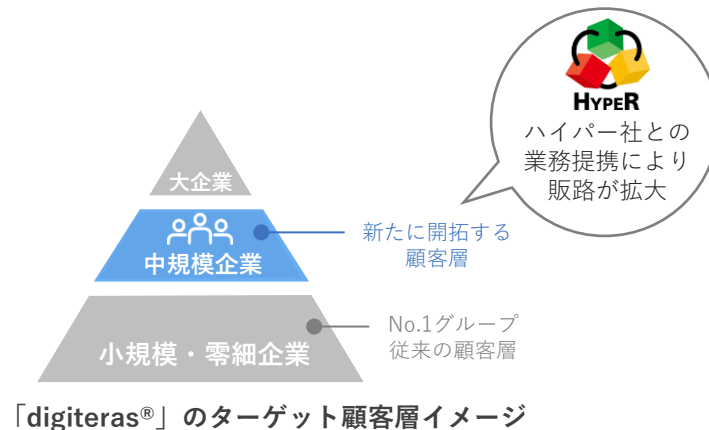 HYPER
ハイパー社との
業務提携により
販路が拡大
大企業
中規模企業
新たに開拓する
顧客層
小規模・零細企業
No.1グループ
従来の顧客層
「digiteras®」のターゲット顧客層イメージ